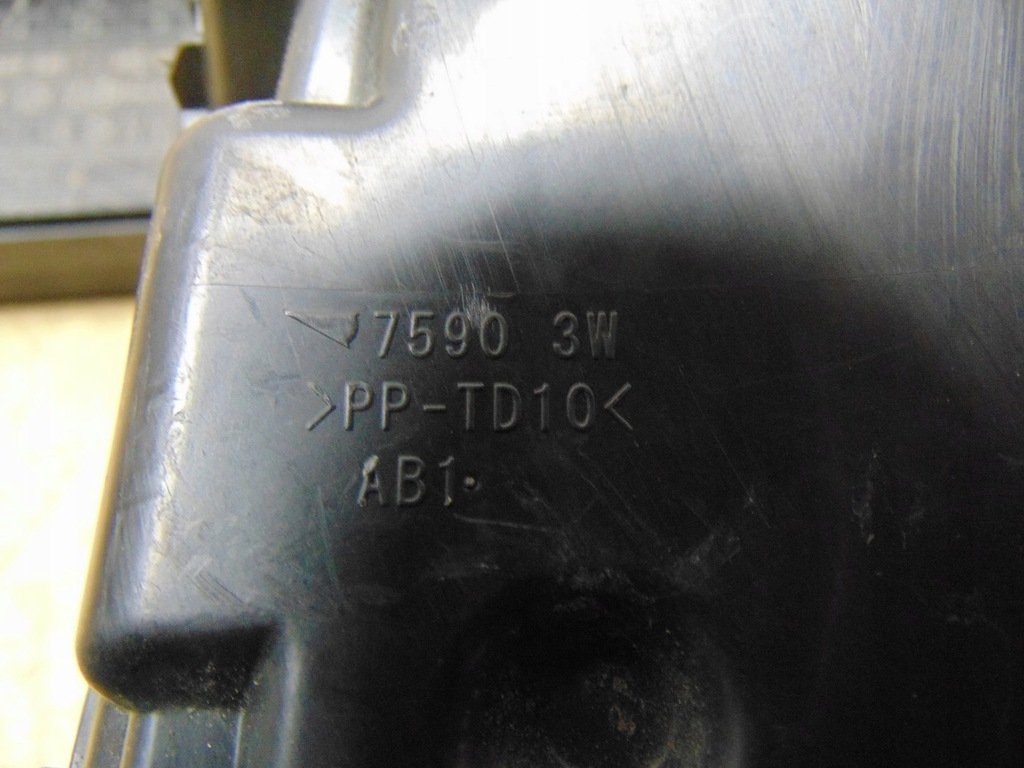 7590 3W
>PP-TD10<
AB1•